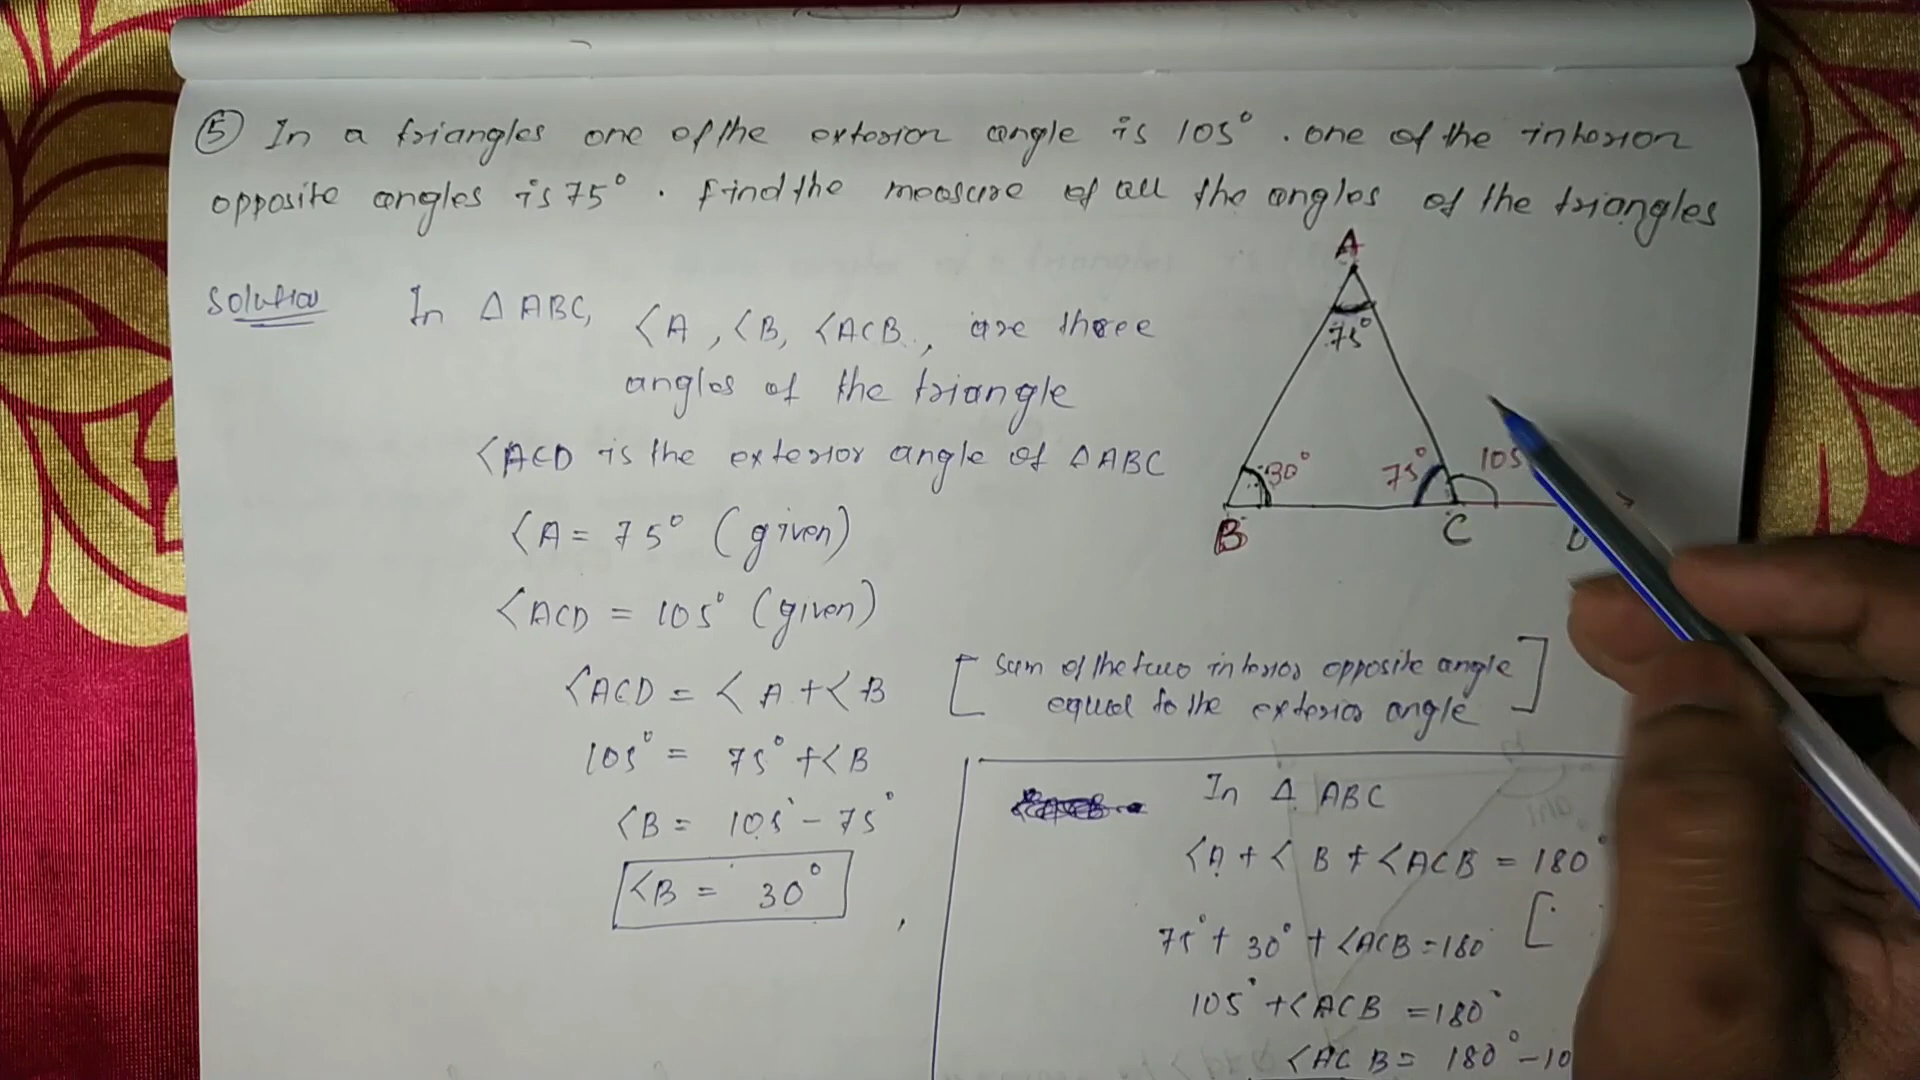 ⑤ In a triangles one of the exterior angle is 105°. one of the interior
opposite angles is 75°. find the measure of all the angles of the triangles
Solution In △ABC, <A, <B, <ACB, are three
angles of the triangle
<ACD is the exterior angle of △ABC
<A = 75° (given)
<ACD = 105° (given)
<ACD = <A + <B [Sum of the two interior opposite angle
equal to the exterior angle]
105° = 75° + <B
<B = 105° - 75°
<B = 30°
A
75°
30°
75°
105
B
C
In △ ABC
<A + <B + <ACB = 180°
75° + 30° + <ACB = 180 [
105° + <ACB = 180°
<ACB = 180° - 10